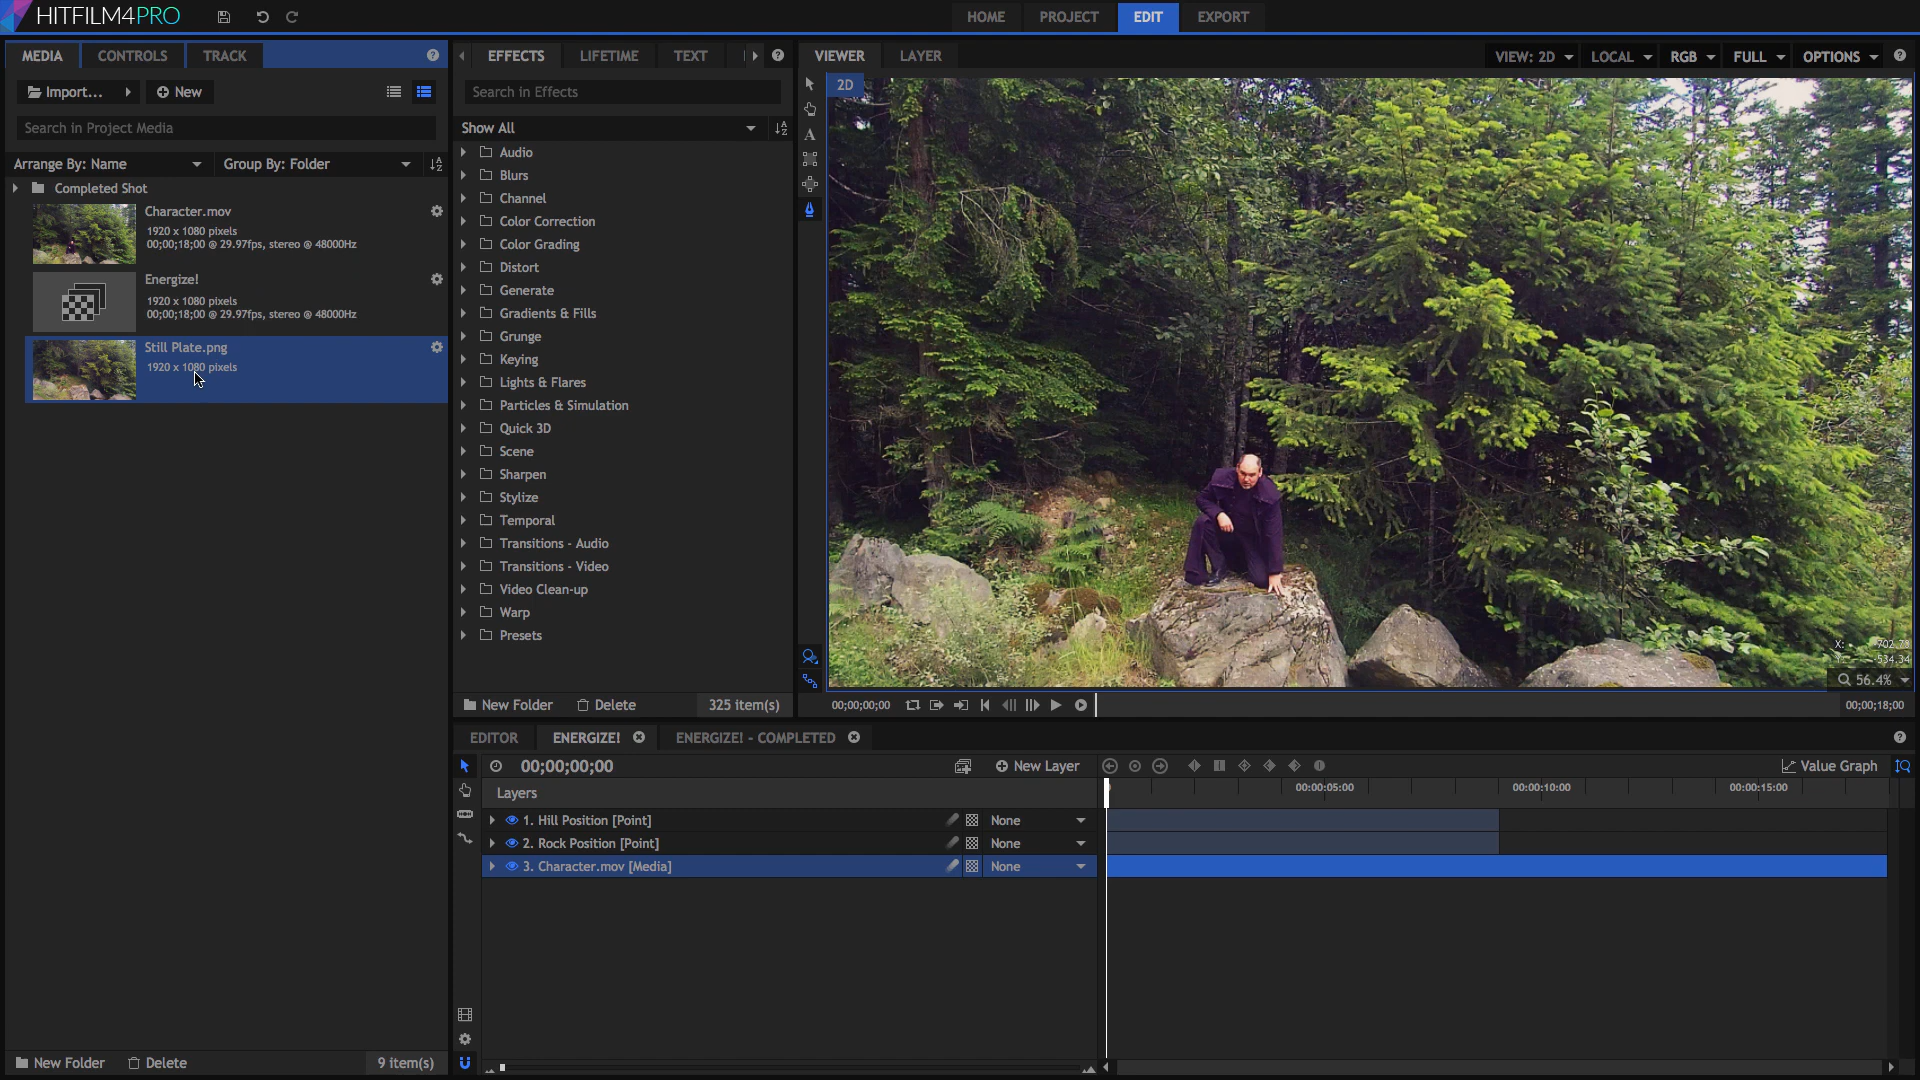 HITFILM4PRO
HOME PROJECT EDIT EXPORT
MEDIA CONTROLS TRACK
Import... New
Search in Project Media
Arrange By: Name Group By: Folder
Completed Shot
Character.mov
1920 x 1080 pixels
00;00;18;00 @ 29.97fps, stereo @ 48000Hz
Energize!
1920 x 1080 pixels
00;00;18;00 @ 29.97fps, stereo @ 48000Hz
Still Plate.png
1920 x 1080 pixels
New Folder Delete 9 item(s)
EFFECTS LIFETIME TEXT
Search in Effects
Show All
Audio
Blurs
Channel
Color Correction
Color Grading
Distort
Generate
Gradients & Fills
Grunge
Keying
Lights & Flares
Particles & Simulation
Quick 3D
Scene
Sharpen
Stylize
Temporal
Transitions - Audio
Transitions - Video
Video Clean-up
Warp
Presets
New Folder Delete 325 item(s)
VIEWER LAYER VIEW: 2D LOCAL RGB FULL OPTIONS
2D
X: 702.73
Y: -534.34
56.4%
00;00;00;00 00;00;18;00
EDITOR ENERGIZE! ENERGIZE! - COMPLETED
00;00;00;00 New Layer Value Graph
Layers 00:00:05:00 00:00:10:00 00:00:15:00
1. Hill Position [Point] None
2. Rock Position [Point] None
3. Character.mov [Media] None